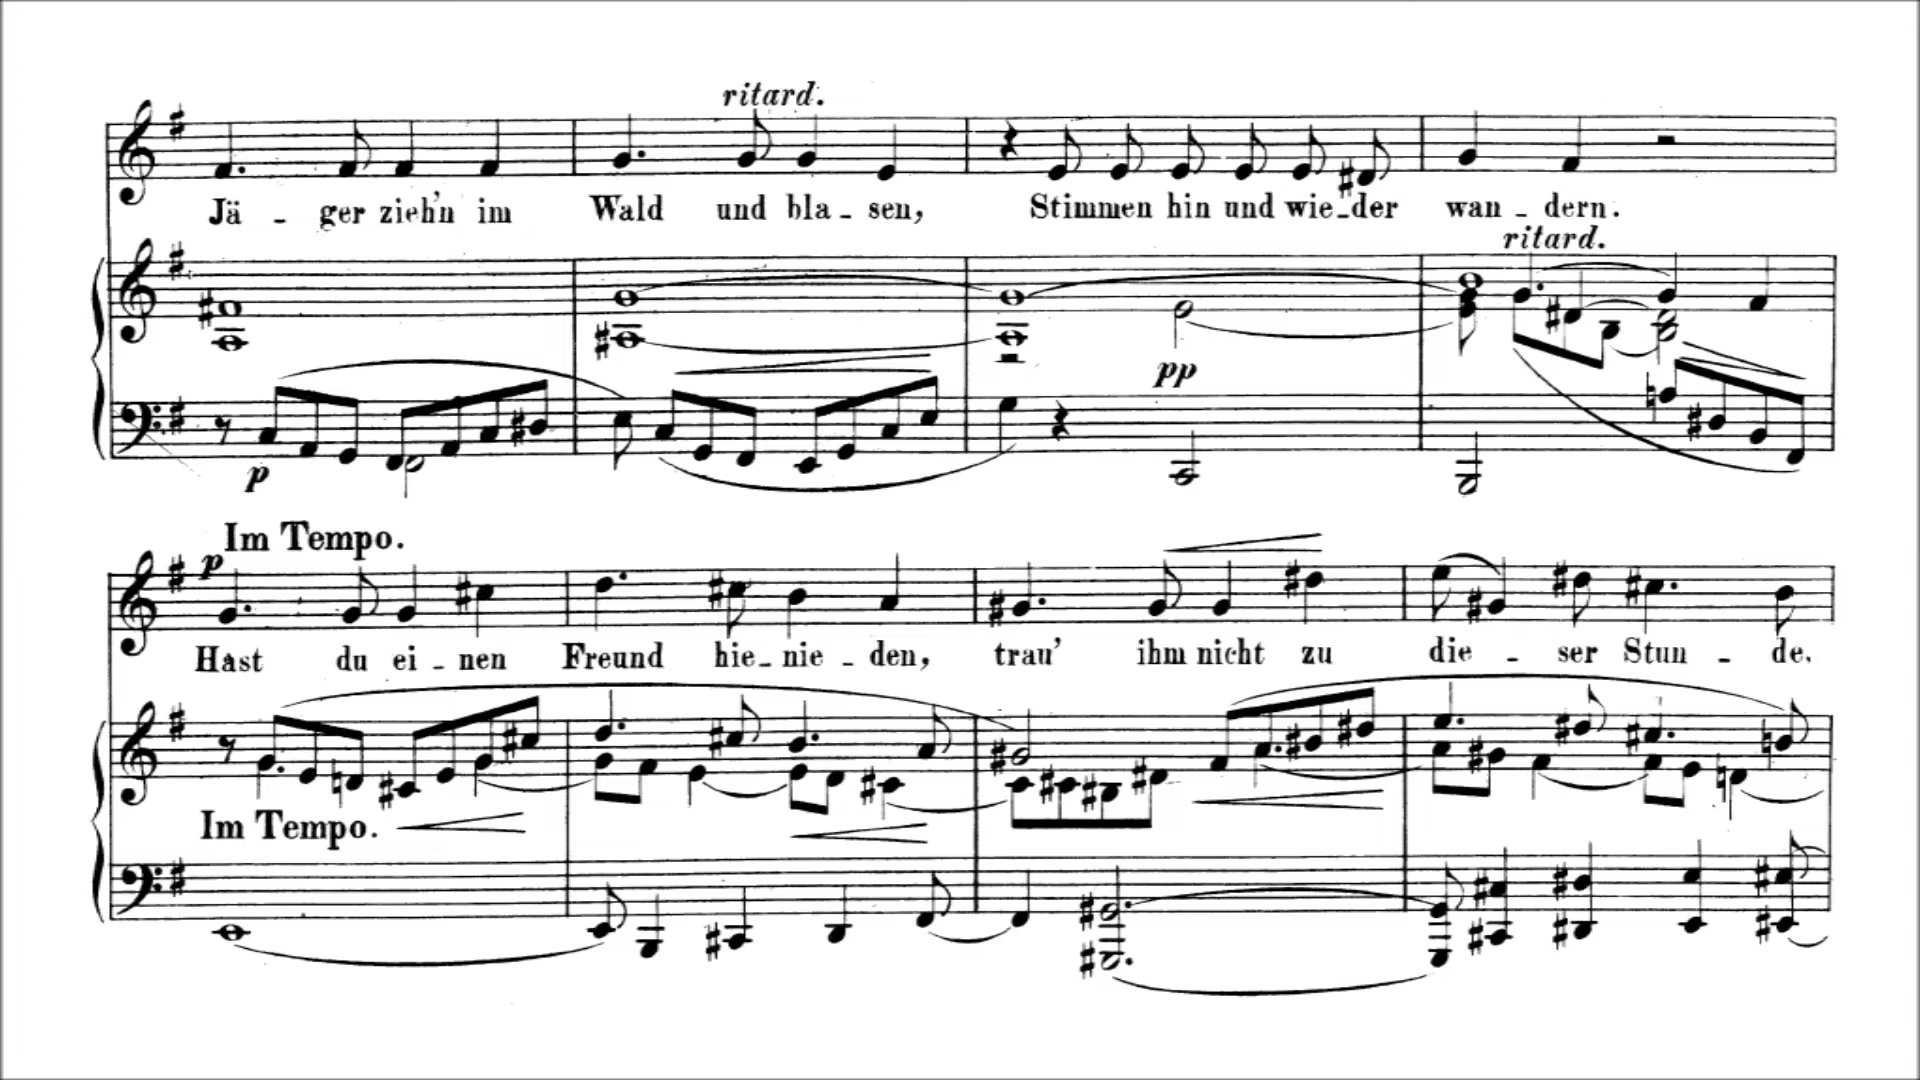 ritard.
Jä - ger zieh'n im Wald und bla - sen, Stimmen hin und wie - der wan - dern.
ritard.
p
pp
Im Tempo.
p
Hast du ei - nen Freund hie - nie - den, trau' ihm nicht zu die - ser Stun - de,
Im Tempo.